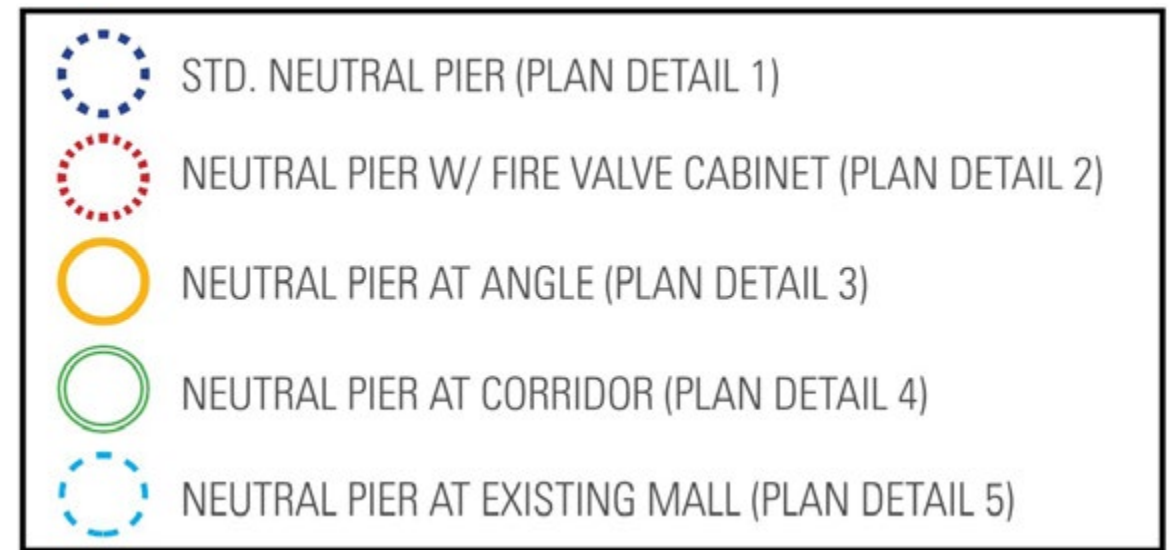 STD. NEUTRAL PIER (PLAN DETAIL 1)
NEUTRAL PIER W/ FIRE VALVE CABINET (PLAN DETAIL 2)
NEUTRAL PIER AT ANGLE (PLAN DETAIL 3)
NEUTRAL PIER AT CORRIDOR (PLAN DETAIL 4)
NEUTRAL PIER AT EXISTING MALL (PLAN DETAIL 5)